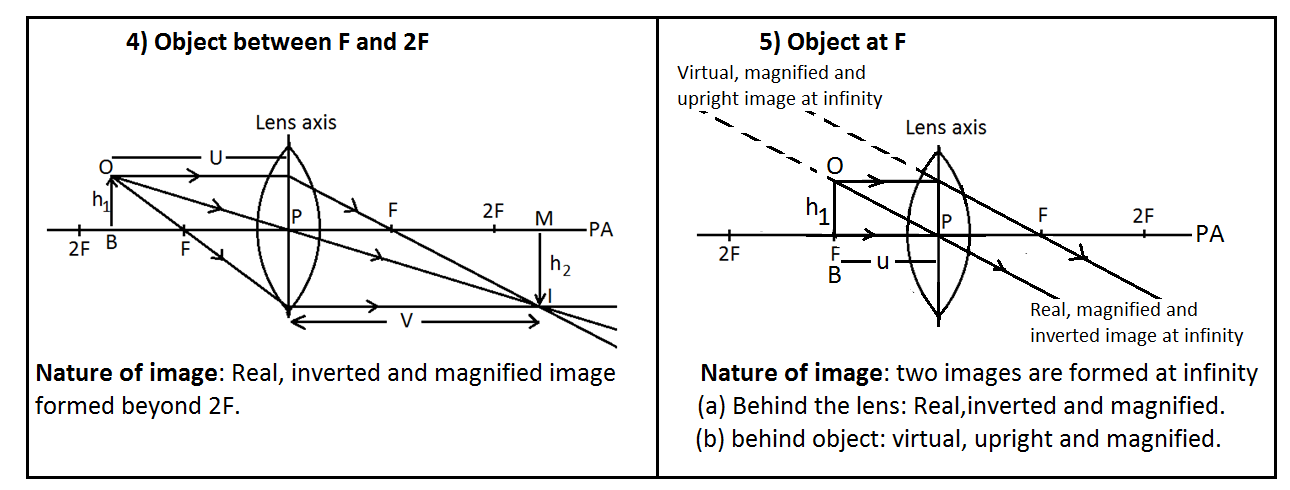 4) Object between F and 2F
Lens axis
U
O
h1
P
F
2F
M
PA
2F
B
F
h2
I
V
Nature of image: Real, inverted and magnified image
formed beyond 2F.
5) Object at F
Virtual, magnified and
upright image at infinity
Lens axis
O
h1
P
F
2F
PA
2F
F
B
u
Real, magnified and
inverted image at infinity
Nature of image: two images are formed at infinity
(a) Behind the lens: Real,inverted and magnified.
(b) behind object: virtual, upright and magnified.